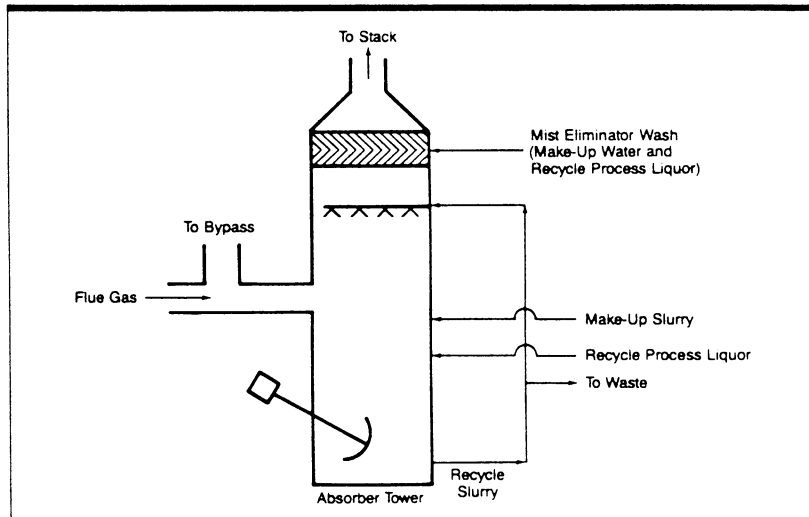 To Stack
Mist Eliminator Wash
(Make-Up Water and
Recycle Process Liquor)
To Bypass
Flue Gas
Make-Up Slurry
Recycle Process Liquor
To Waste
Recycle
Slurry
Absorber Tower